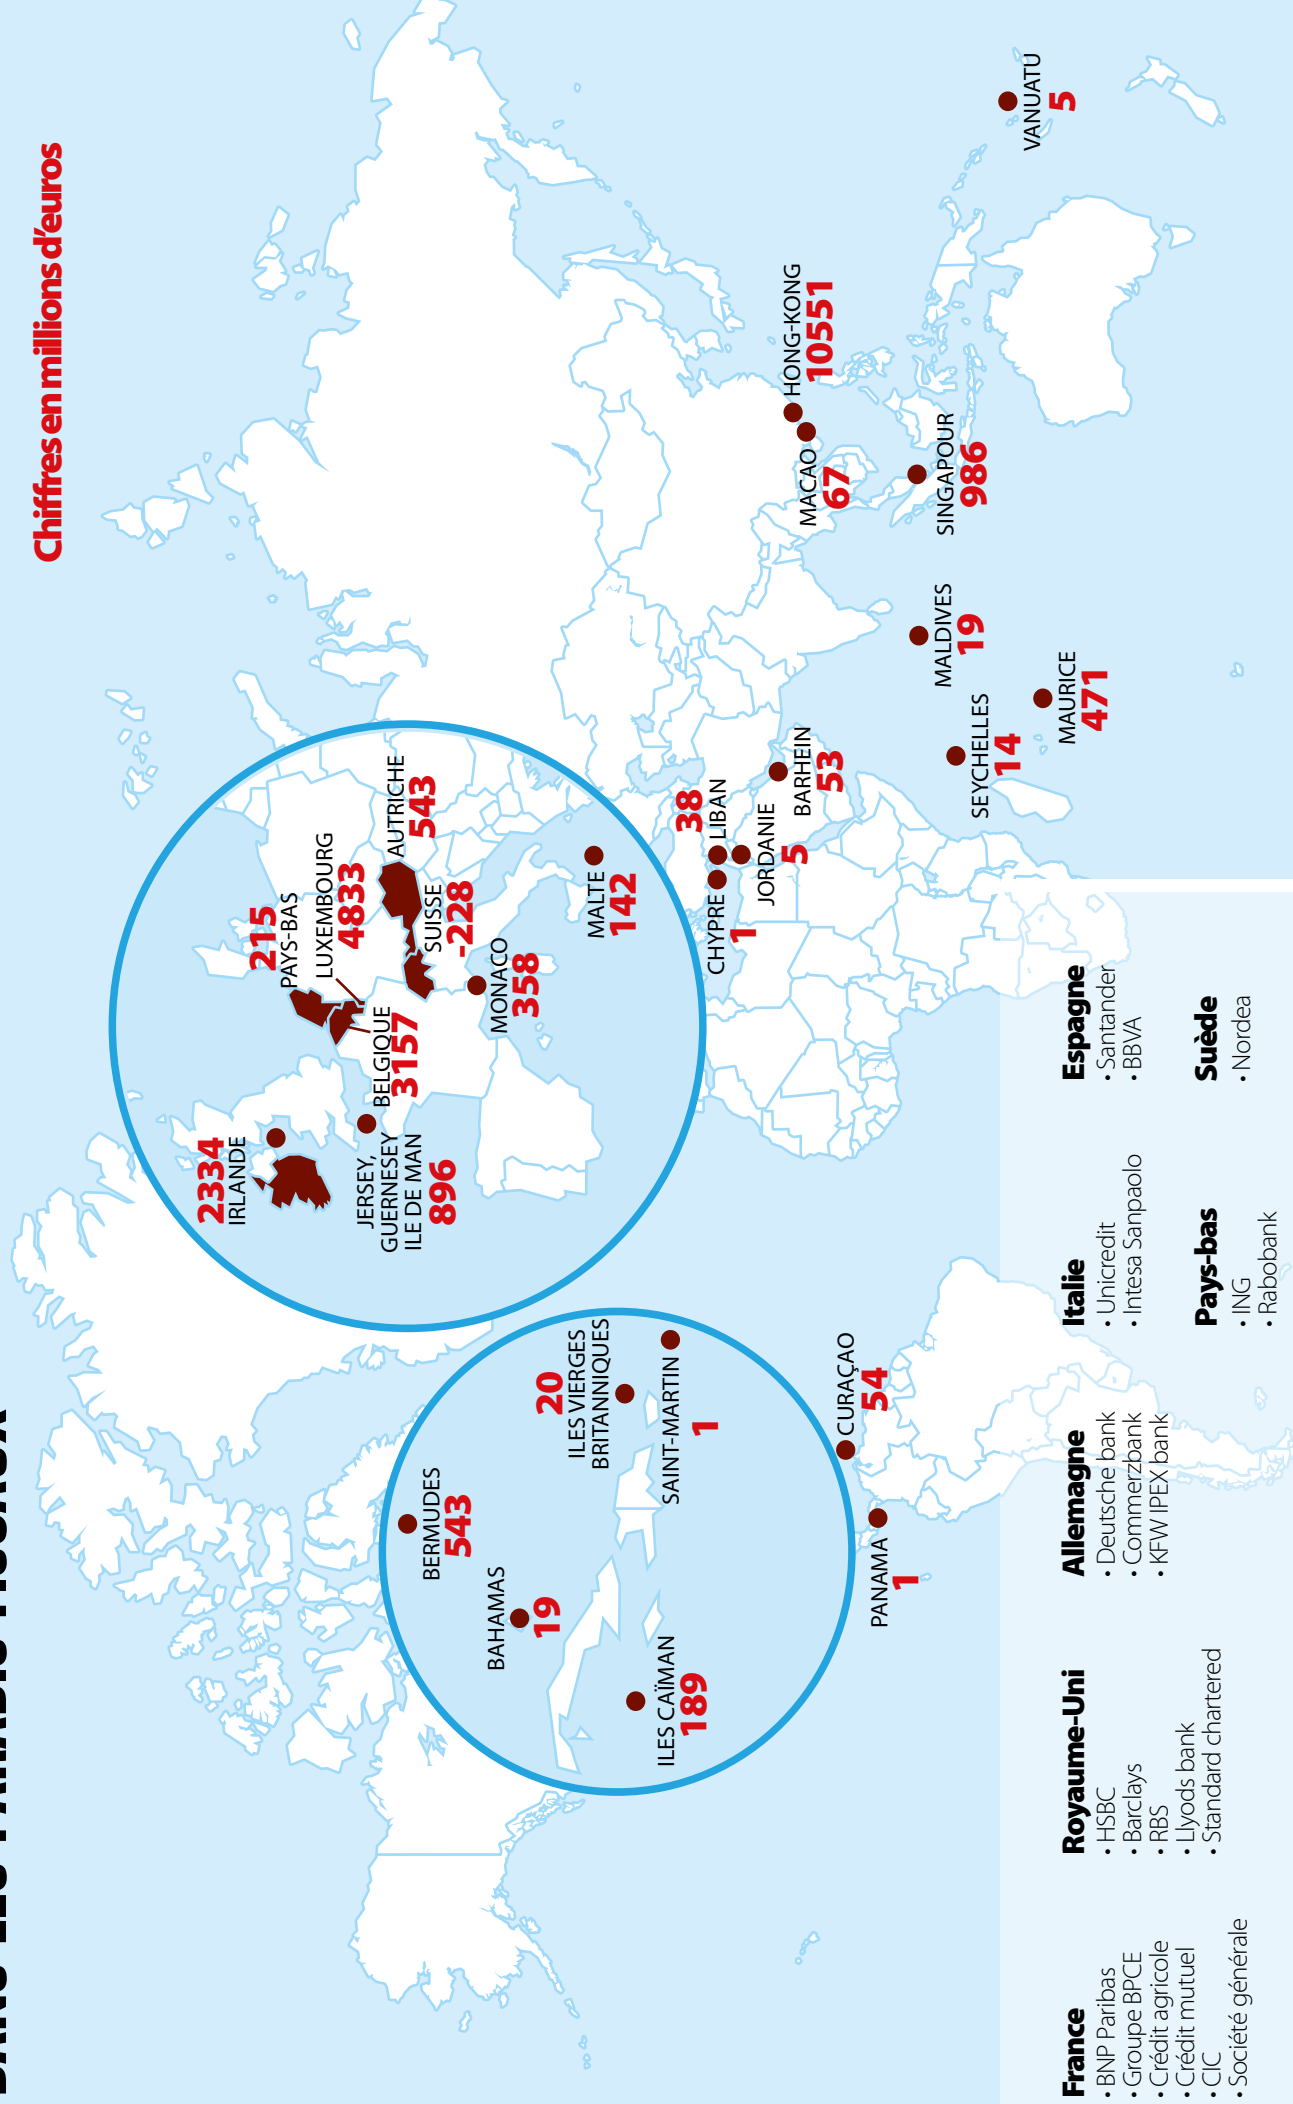 DANS LES PARADIS FISCAUX
Chiffres en millions d'euros
2334
IRLANDE
215
PAYS-BAS
LUXEMBOURG
4833
AUTRICHE
543
JERSEY,
GUERNESEY
ILE DE MAN
896
BELGIQUE
3157
SUISSE
-228
MONACO
358
MALTE
142
BERMUDES
543
BAHAMAS
19
20
ILES VIERGES
BRITANNIQUES
ILES CAÏMAN
189
SAINT-MARTIN
1
CURAÇAO
54
PANAMA
1
CHYPRE
1
38
LIBAN
JORDANIE
5
BARHEIN
53
HONG-KONG
10551
MACAO
67
SINGAPOUR
986
MALDIVES
19
SEYCHELLES
14
MAURICE
471
VANUATU
5
France
· BNP Paribas
· Groupe BPCE
· Crédit agricole
· Crédit mutuel
· CIC
· Société générale
Royaume-Uni
· HSBC
· Barclays
· RBS
· Llyods bank
· Standard chartered
Allemagne
· Deutsche bank
· Commerzbank
· KFW IPEX bank
Italie
· Unicredit
· Intesa Sanpaolo
Pays-bas
· ING
· Rabobank
Espagne
· Santander
· BBVA
Suède
· Nordea